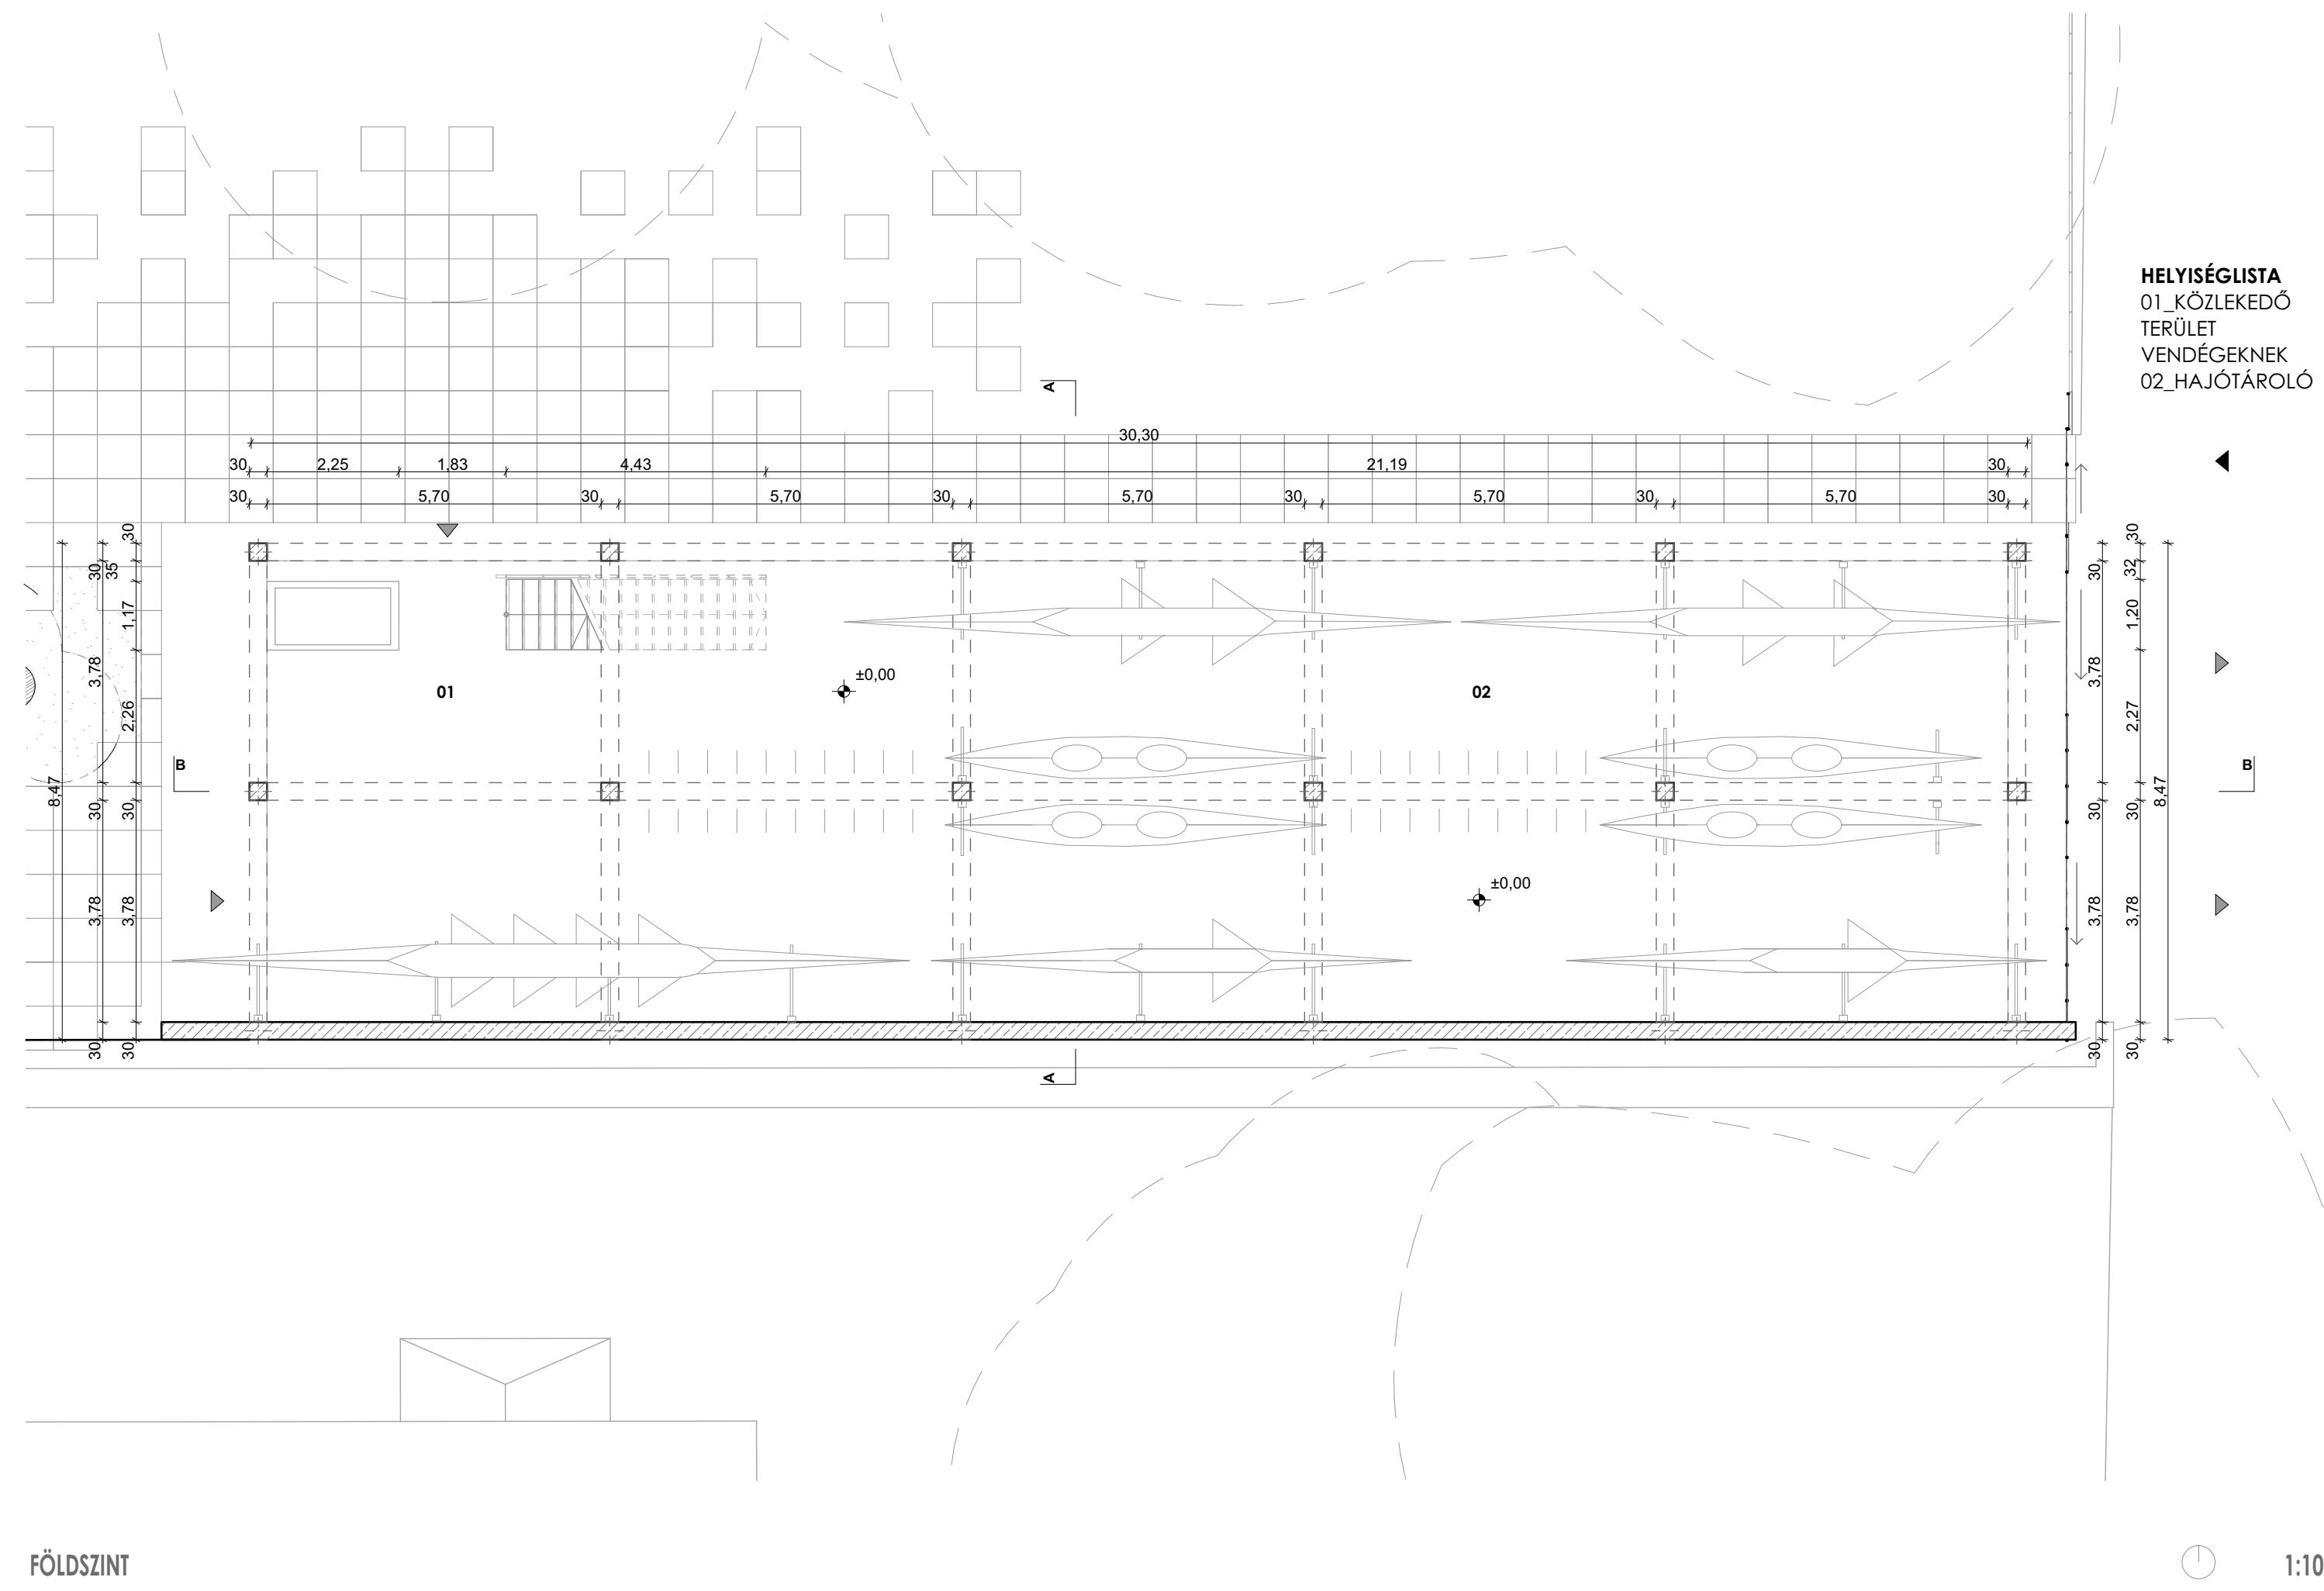 HELYISÉGLISTA
01_KÖZLEKEDŐ
TERÜLET
VENDÉGEKNEK
02_HAJÓTÁROLÓ
A
30,30
30 2,25 1,83 4,43 21,19 30
30 5,70 30 5,70 30 5,70 30 5,70 30 5,70 30
8,47
30 3,78 30 3,78 30
30 35 1,17 2,26 30 3,78 30
01
±0,00
02
B
B
±0,00
30 3,78 30 3,78 30
30 32 1,20 2,27 30 3,78 30
8,47
A
FÖLDSZINT
1:10